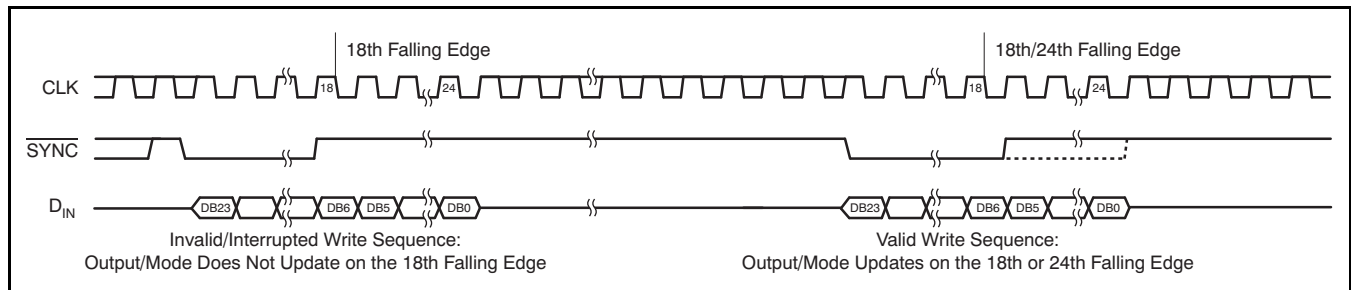 18th Falling Edge
18th/24th Falling Edge
CLK
18
24
18
24
SYNC
DIN
DB23
DB6
DB5
DB0
DB23
DB6
DB5
DB0
Invalid/Interrupted Write Sequence:
Output/Mode Does Not Update on the 18th Falling Edge
Valid Write Sequence:
Output/Mode Updates on the 18th or 24th Falling Edge